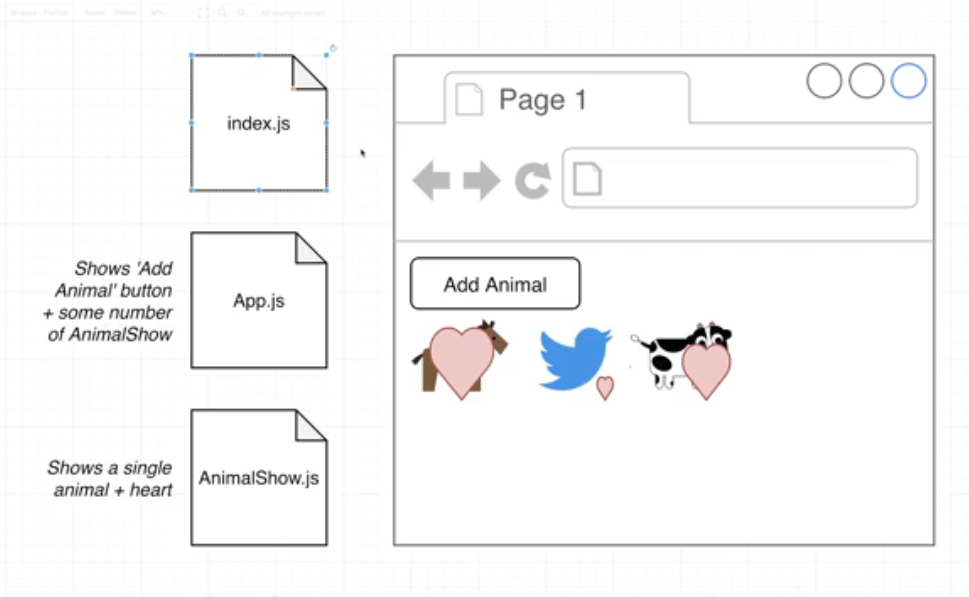 index.js
Page 1
Shows 'Add
Animal' button
+ some number
of AnimalShow
App.js
Add Animal
Shows a single
animal + heart
AnimalShow.js